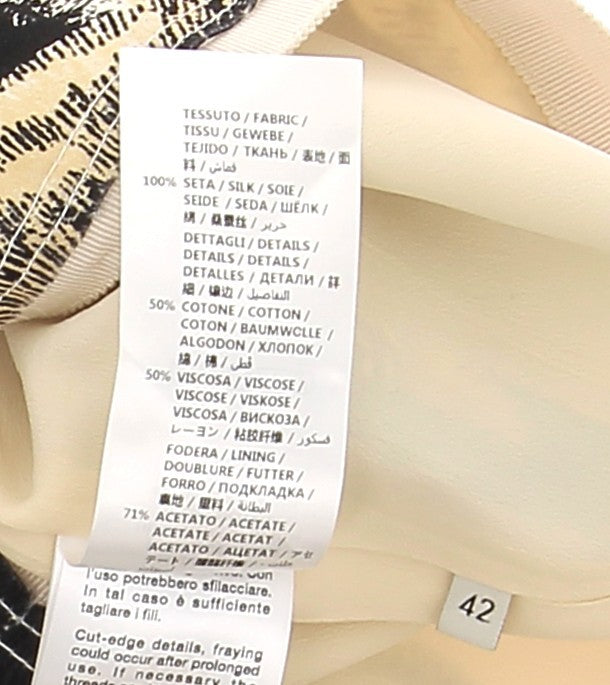 TESSUTO / FABRIC /
TISSU / GEWEBE /
TEJIDO / ТКАНЬ / 表地 / 面
料 / قماش /
100% SETA / SILK / SOIE /
SEIDE / SEDA / ШЁЛК /
絹 / 桑蚕丝 / حرير /
DETTAGLI / DETAILS /
DETAILS / DETAILS /
DETALLES / ДЕТАЛИ / 詳
細 / 镶边 / التفاصيل /
50% COTONE / COTTON /
COTON / BAUMWOLLE /
ALGODON / ХЛОПОК /
綿 / 棉 / قطن /
50% VISCOSA / VISCOSE /
VISCOSE / VISKOSE /
VISCOSA / ВИСКОЗА /
レーヨン / 粘胶纤维 / فسكوز /
FODERA / LINING /
DOUBLURE / FUTTER /
FORRO / ПОДКЛАДКА /
裏地 / 里料 / البطانة /
71% ACETATO / ACETATE /
ACETATE / ACETAT /
ACETATO / АЦЕТАТ / アセ
テート /
l'uso potrebbero sfilacciare.
In tal caso è sufficiente
tagliare i fili.
Cut-edge details, fraying
could occur after prolonged
use. If necessary the
42